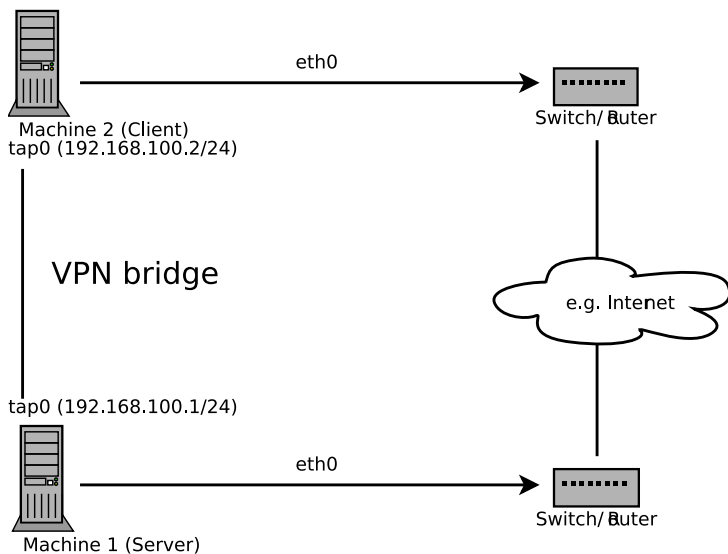 eth0
Switch/Router
Machine 2 (Client)
tap0 (192.168.100.2/24)
VPN bridge
e.g. Internet
tap0 (192.168.100.1/24)
eth0
Switch/Router
Machine 1 (Server)